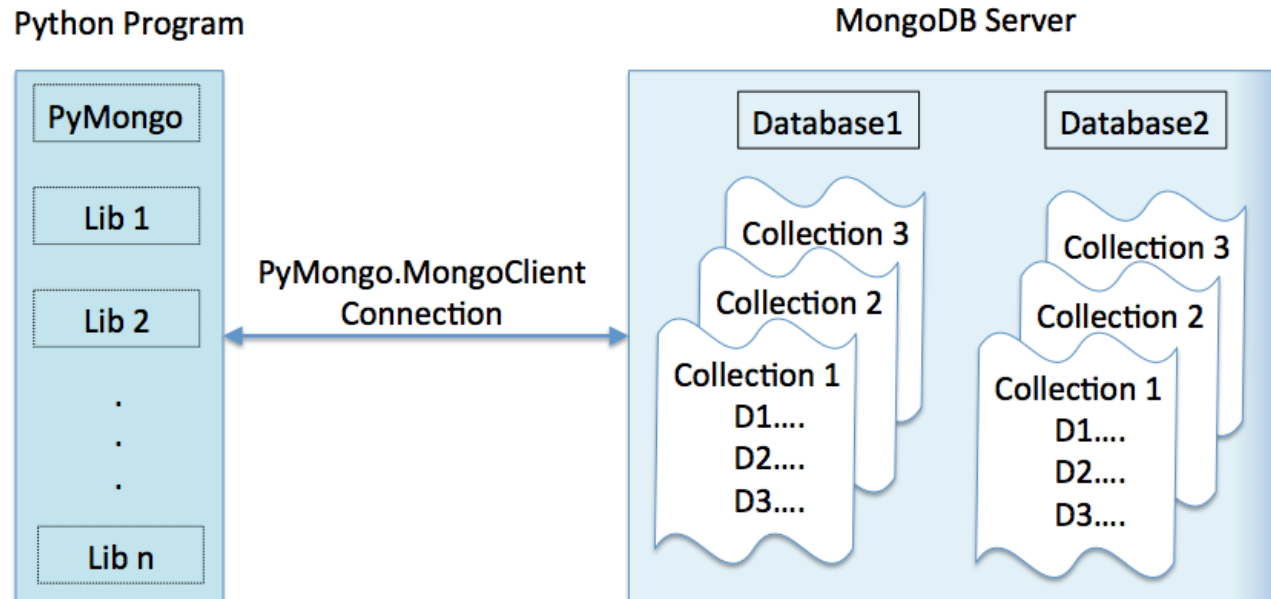 Python Program
MongoDB Server
PyMongo
Lib 1
Lib 2
.
.
.
Lib n
PyMongo.MongoClient
Connection
Database1
Collection 3
Collection 2
Collection 1
D1....
D2....
D3....
Database2
Collection 3
Collection 2
Collection 1
D1....
D2....
D3....